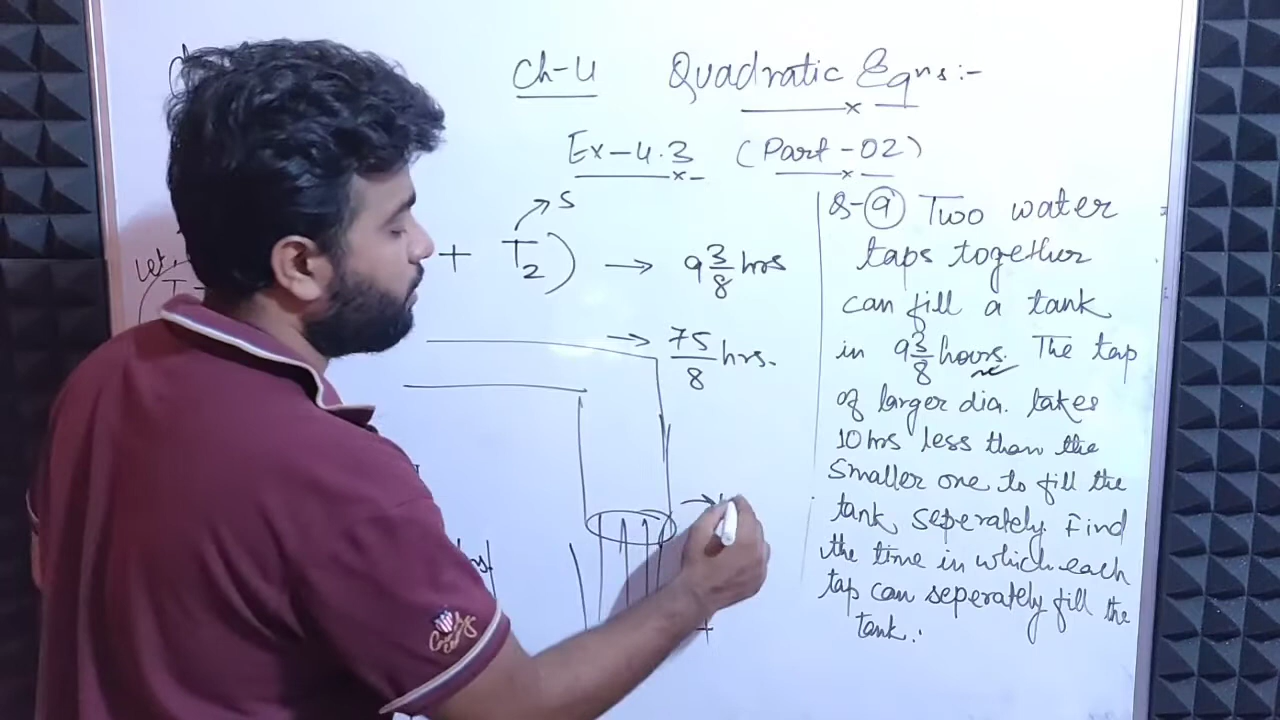 Ch-4 Quadratic Eqns:-
Ex-4.3 (Part-02)
S
+ T2) → 9 3/8 hrs
→ 75/8 hrs.
Let,
Q-9 Two water
taps together
can fill a tank
in 9 3/8 hours. The tap
of larger dia. takes
10 hrs less than the
smaller one to fill the
tank seperately. Find
the time in which each
tap can seperately fill the
tank.
+